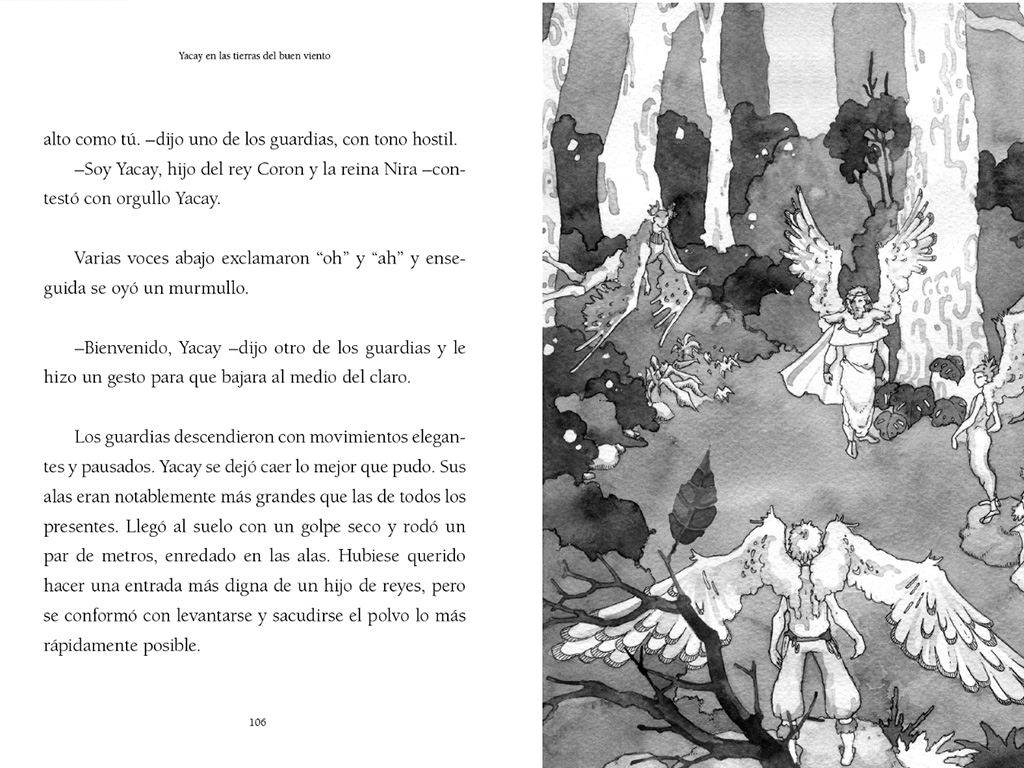 Yacay en las tierras del buen viento
alto como tú. –dijo uno de los guardias, con tono hostil.
–Soy Yacay, hijo del rey Coron y la reina Nira –con-
testó con orgullo Yacay.
Varias voces abajo exclamaron “oh” y “ah” y ense-
guida se oyó un murmullo.
–Bienvenido, Yacay –dijo otro de los guardias y le
hizo un gesto para que bajara al medio del claro.
Los guardias descendieron con movimientos elegan-
tes y pausados. Yacay se dejó caer lo mejor que pudo. Sus
alas eran notablemente más grandes que las de todos los
presentes. Llegó al suelo con un golpe seco y rodó un
par de metros, enredado en las alas. Hubiese querido
hacer una entrada más digna de un hijo de reyes, pero
se conformó con levantarse y sacudirse el polvo lo más
rápidamente posible.
106